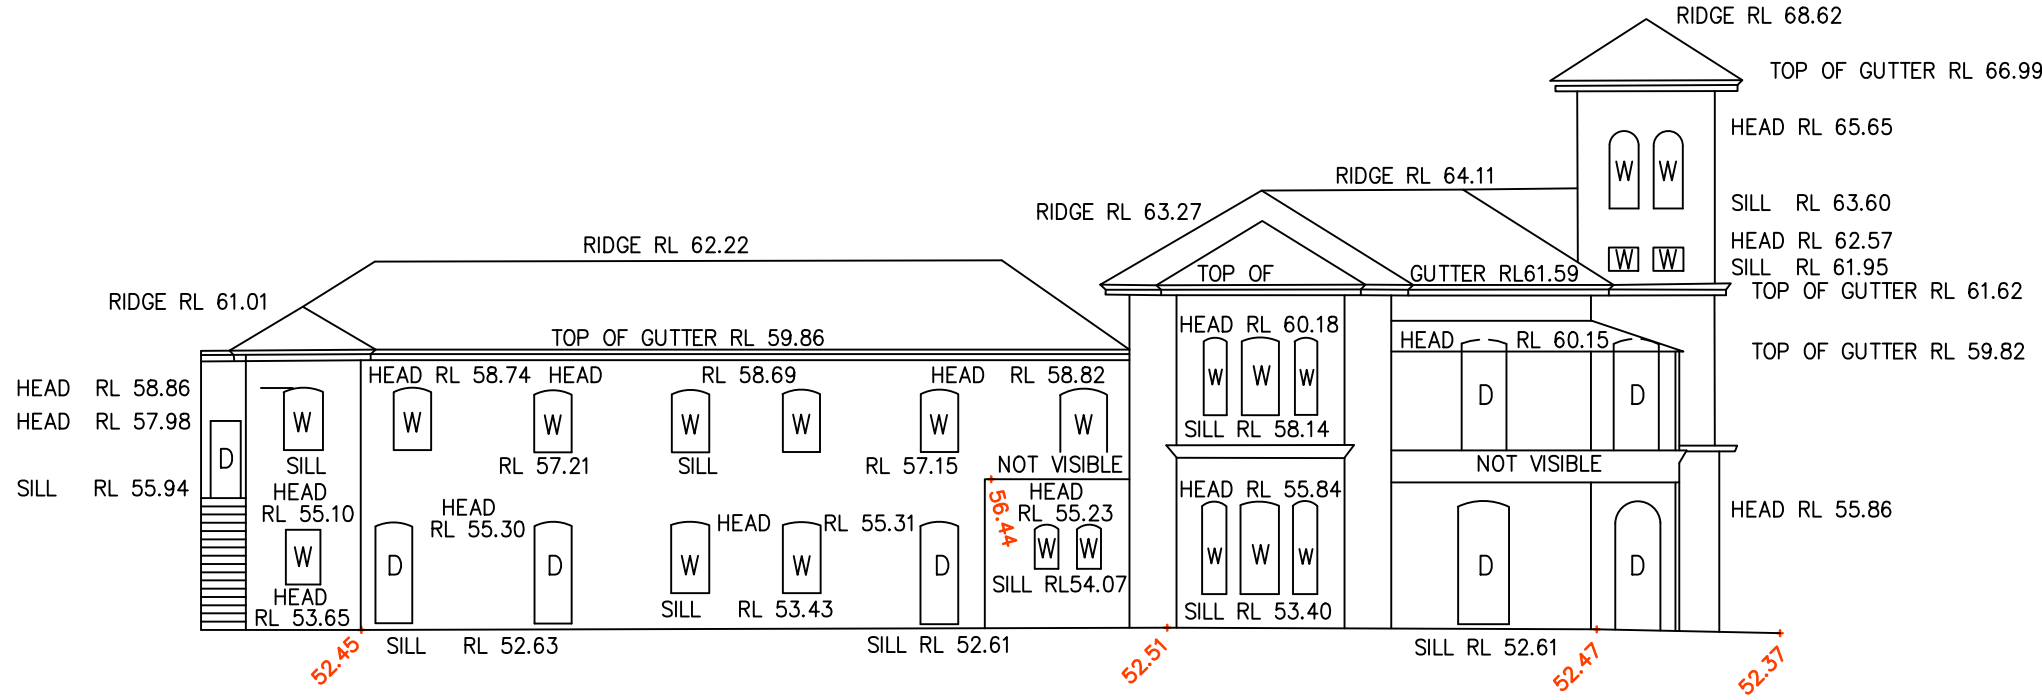 RIDGE RL 68.62
TOP OF GUTTER RL 66.99
HEAD RL 65.65
W W
RIDGE RL 64.11
SILL RL 63.60
RIDGE RL 63.27
RIDGE RL 62.22
HEAD RL 62.57
W W
SILL RL 61.95
TOP OF GUTTER RL61.59
TOP OF GUTTER RL 61.62
RIDGE RL 61.01
TOP OF GUTTER RL 59.86
HEAD RL 60.18
HEAD RL 60.15
TOP OF GUTTER RL 59.82
HEAD RL 58.86
HEAD RL 58.74 HEAD RL 58.69 HEAD RL 58.82
W W W D D
HEAD RL 57.98
W W W W W W W
D
SILL RL 58.14
SILL RL 57.21 SILL RL 57.15
NOT VISIBLE
NOT VISIBLE
SILL RL 55.94
HEAD
RL 55.10
HEAD
RL 55.30
HEAD RL 55.31
HEAD
RL 55.23
56.44
HEAD RL 55.84
HEAD RL 55.86
W D D W W D W W W W W D D
SILL RL54.07
HEAD
RL 53.65
SILL RL 53.43
SILL RL 53.40
SILL RL 52.63
SILL RL 52.61
SILL RL 52.61
52.45
52.51
52.47
52.37